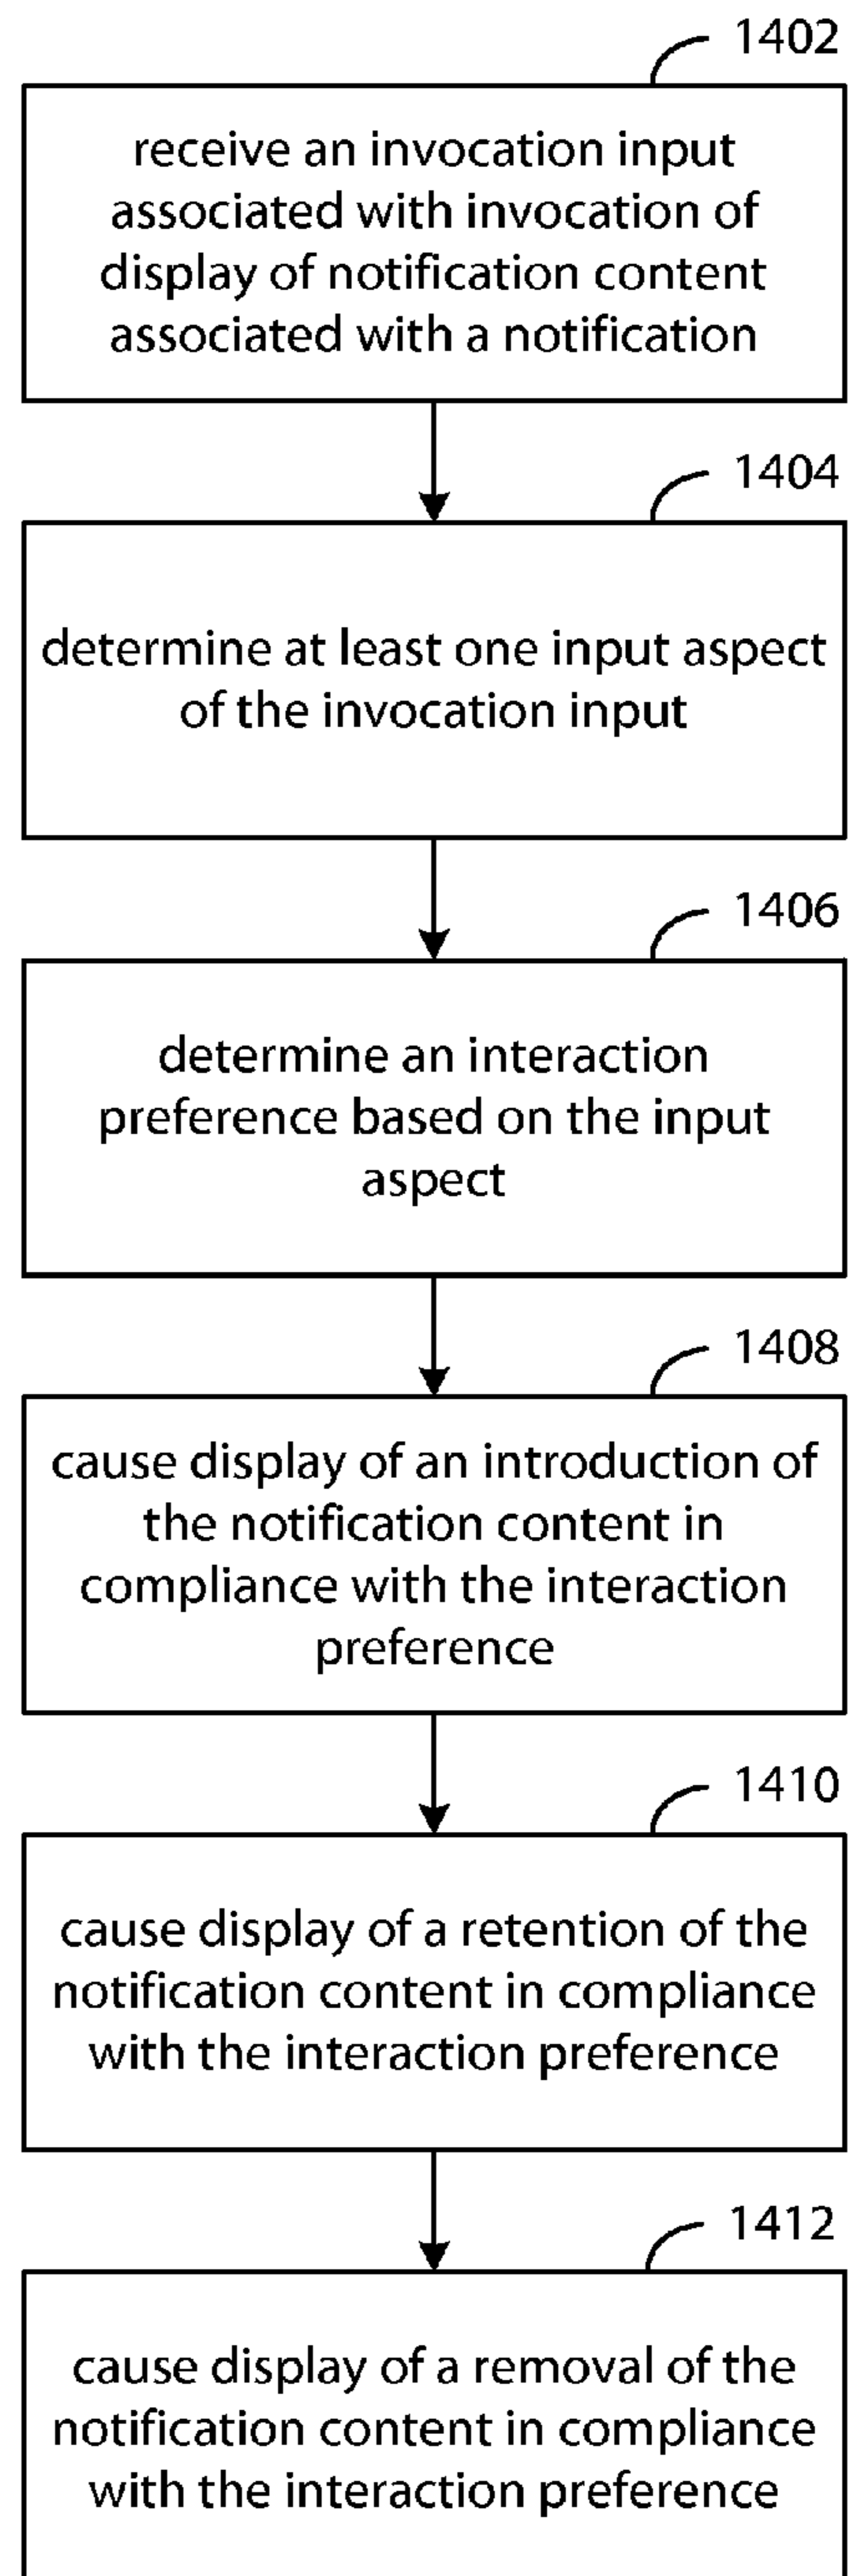 1402
receive an invocation input
associated with invocation of
display of notification content
associated with a notification
1404
determine at least one input aspect
of the invocation input
1406
determine an interaction
preference based on the input
aspect
1408
cause display of an introduction of
the notification content in
compliance with the interaction
preference
1410
cause display of a retention of the
notification content in compliance
with the interaction preference
1412
cause display of a removal of the
notification content in compliance
with the interaction preference